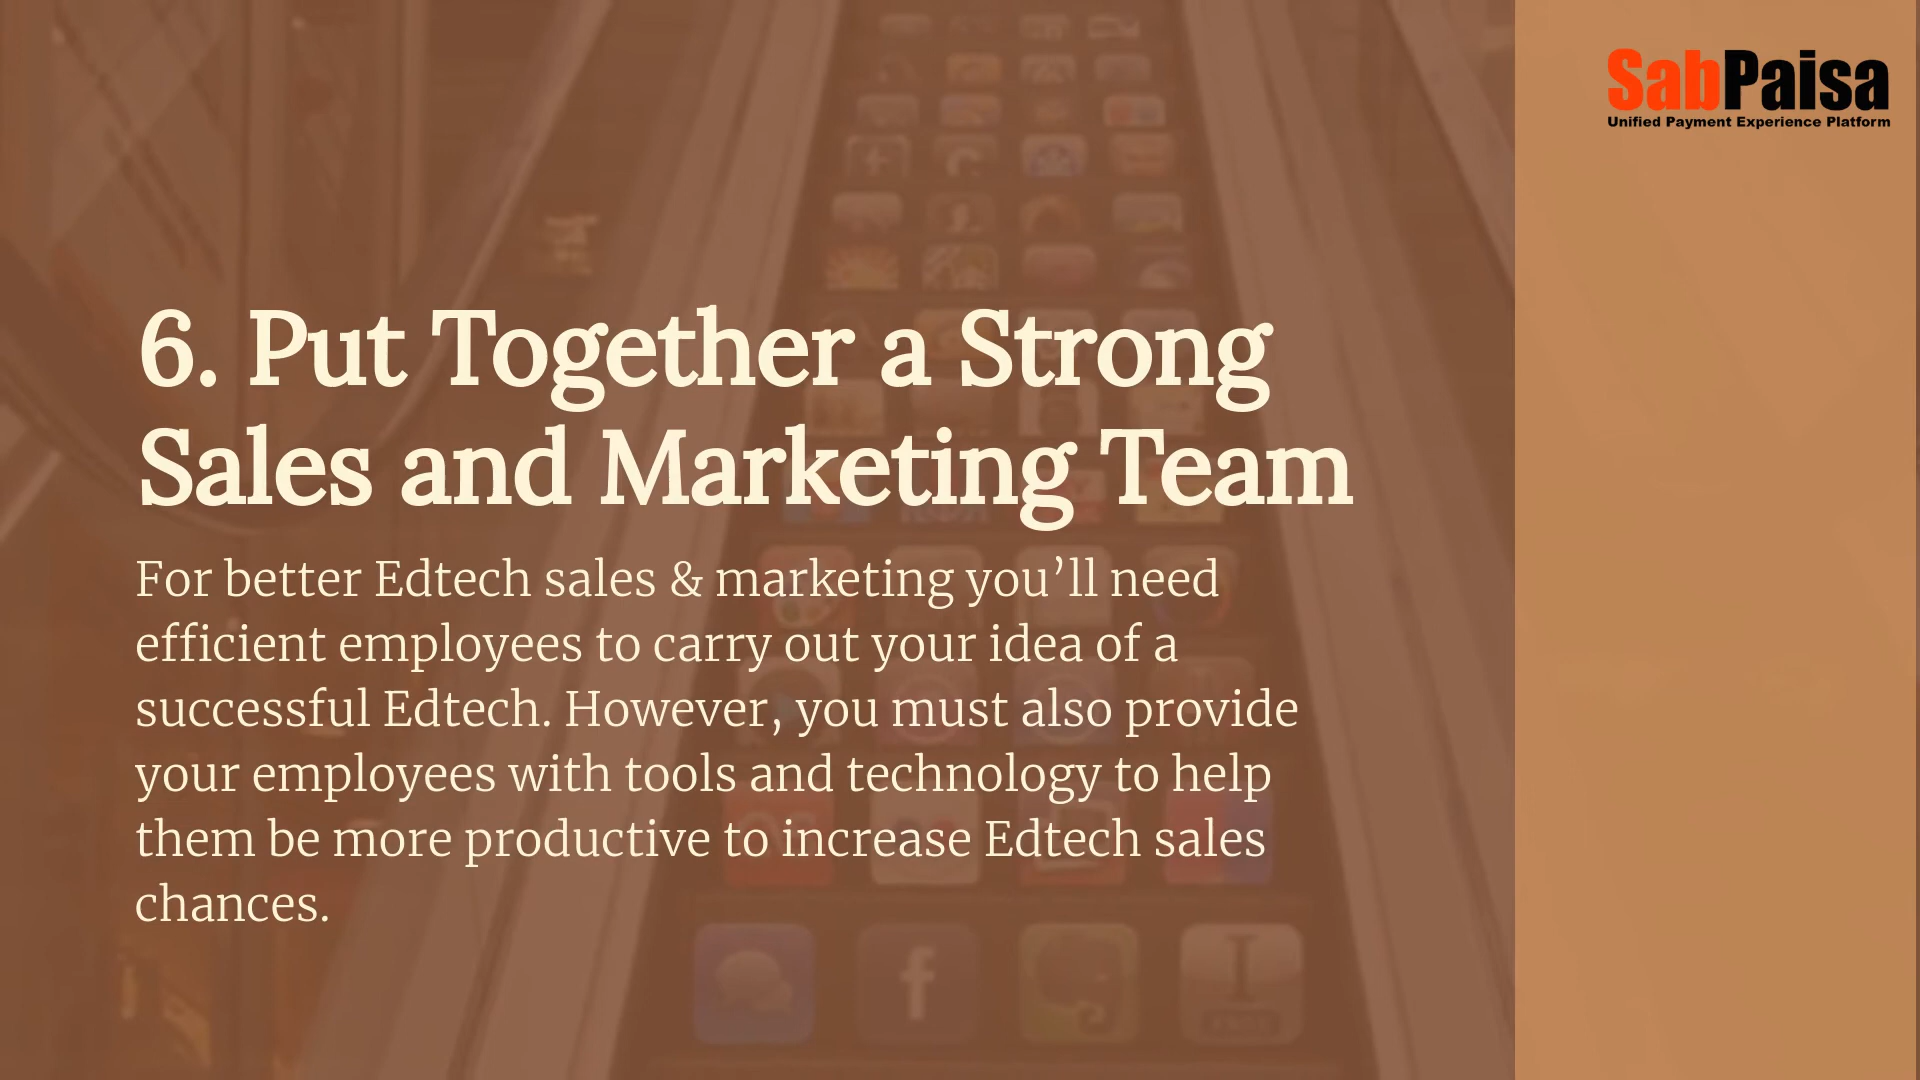 SabPaisa
Unified Payment Experience Platform
6. Put Together a Strong
Sales and Marketing Team
For better Edtech sales & marketing you’ll need
efficient employees to carry out your idea of a
successful Edtech. However, you must also provide
your employees with tools and technology to help
them be more productive to increase Edtech sales
chances.
f
I